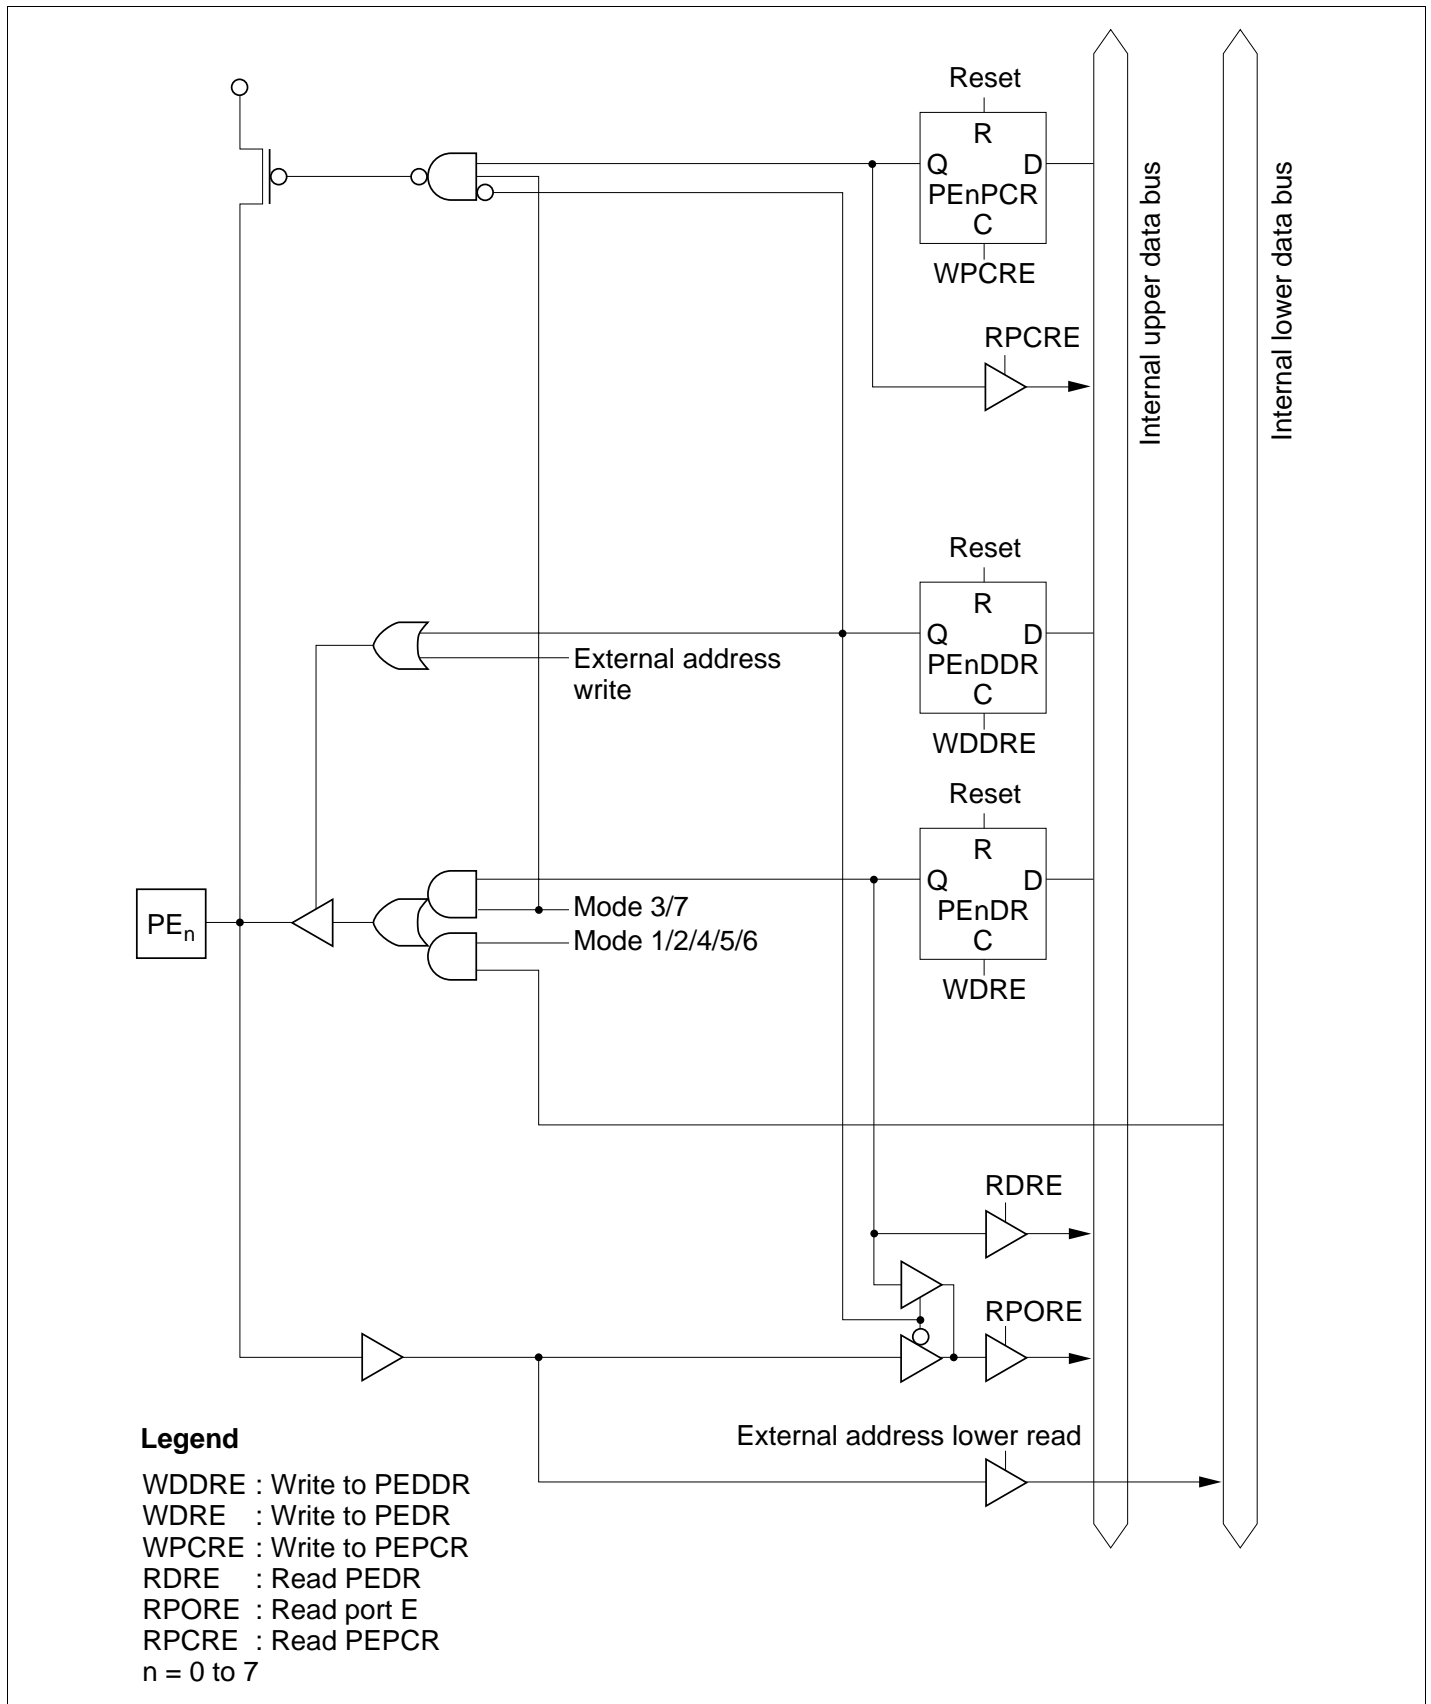 Reset
R
Q D
PEnPCR
C
WPCRE
Internal upper data bus
Internal lower data bus
RPCRE
Reset
R
Q D
PEnDDR
C
WDDRE
External address
write
Reset
R
Q D
PEnDR
C
WDRE
PEn
Mode 3/7
Mode 1/2/4/5/6
RDRE
RPORE
External address lower read
Legend
WDDRE : Write to PEDDR
WDRE : Write to PEDR
WPCRE : Write to PEPCR
RDRE : Read PEDR
RPORE : Read port E
RPCRE : Read PEPCR
n = 0 to 7